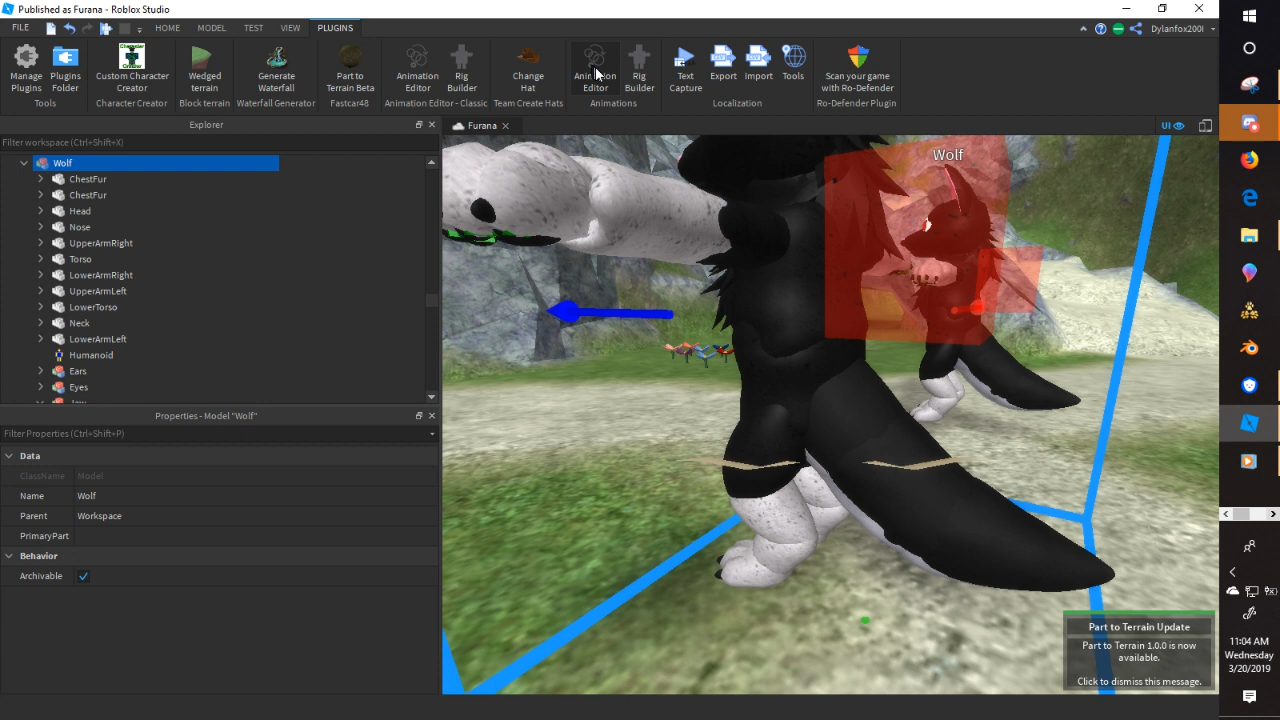 Published as Furana - Roblox Studio
FILE HOME MODEL TEST VIEW PLUGINS Dylanfox200l
Manage Plugins
Plugins Folder
Custom Character Creator
Wedged terrain
Generate Waterfall
Part to Terrain Beta
Animation Editor
Rig Builder
Change Hat
Animation Editor
Rig Builder
Text Capture
Export
Import
Tools
Scan your game with Ro-Defender
Tools Character Creator Block terrain Waterfall Generator Fastcar48 Animation Editor - Classic Team Create Hats Animations Localization Ro-Defender Plugin
Explorer
Filter workspace (Ctrl+Shift+X)
Wolf
ChestFur
ChestFur
Head
Nose
UpperArmRight
Torso
LowerArmRight
UpperArmLeft
LowerTorso
Neck
LowerArmLeft
Humanoid
Ears
Eyes
Properties - Model "Wolf"
Filter Properties (Ctrl+Shift+P)
Data
ClassName Model
Name Wolf
Parent Workspace
PrimaryPart
Behavior
Archivable
Furana
UI
Wolf
Part to Terrain Update
Part to Terrain 1.0.0 is now
available.
Click to dismiss this message.
11:04 AM
Wednesday
3/20/2019